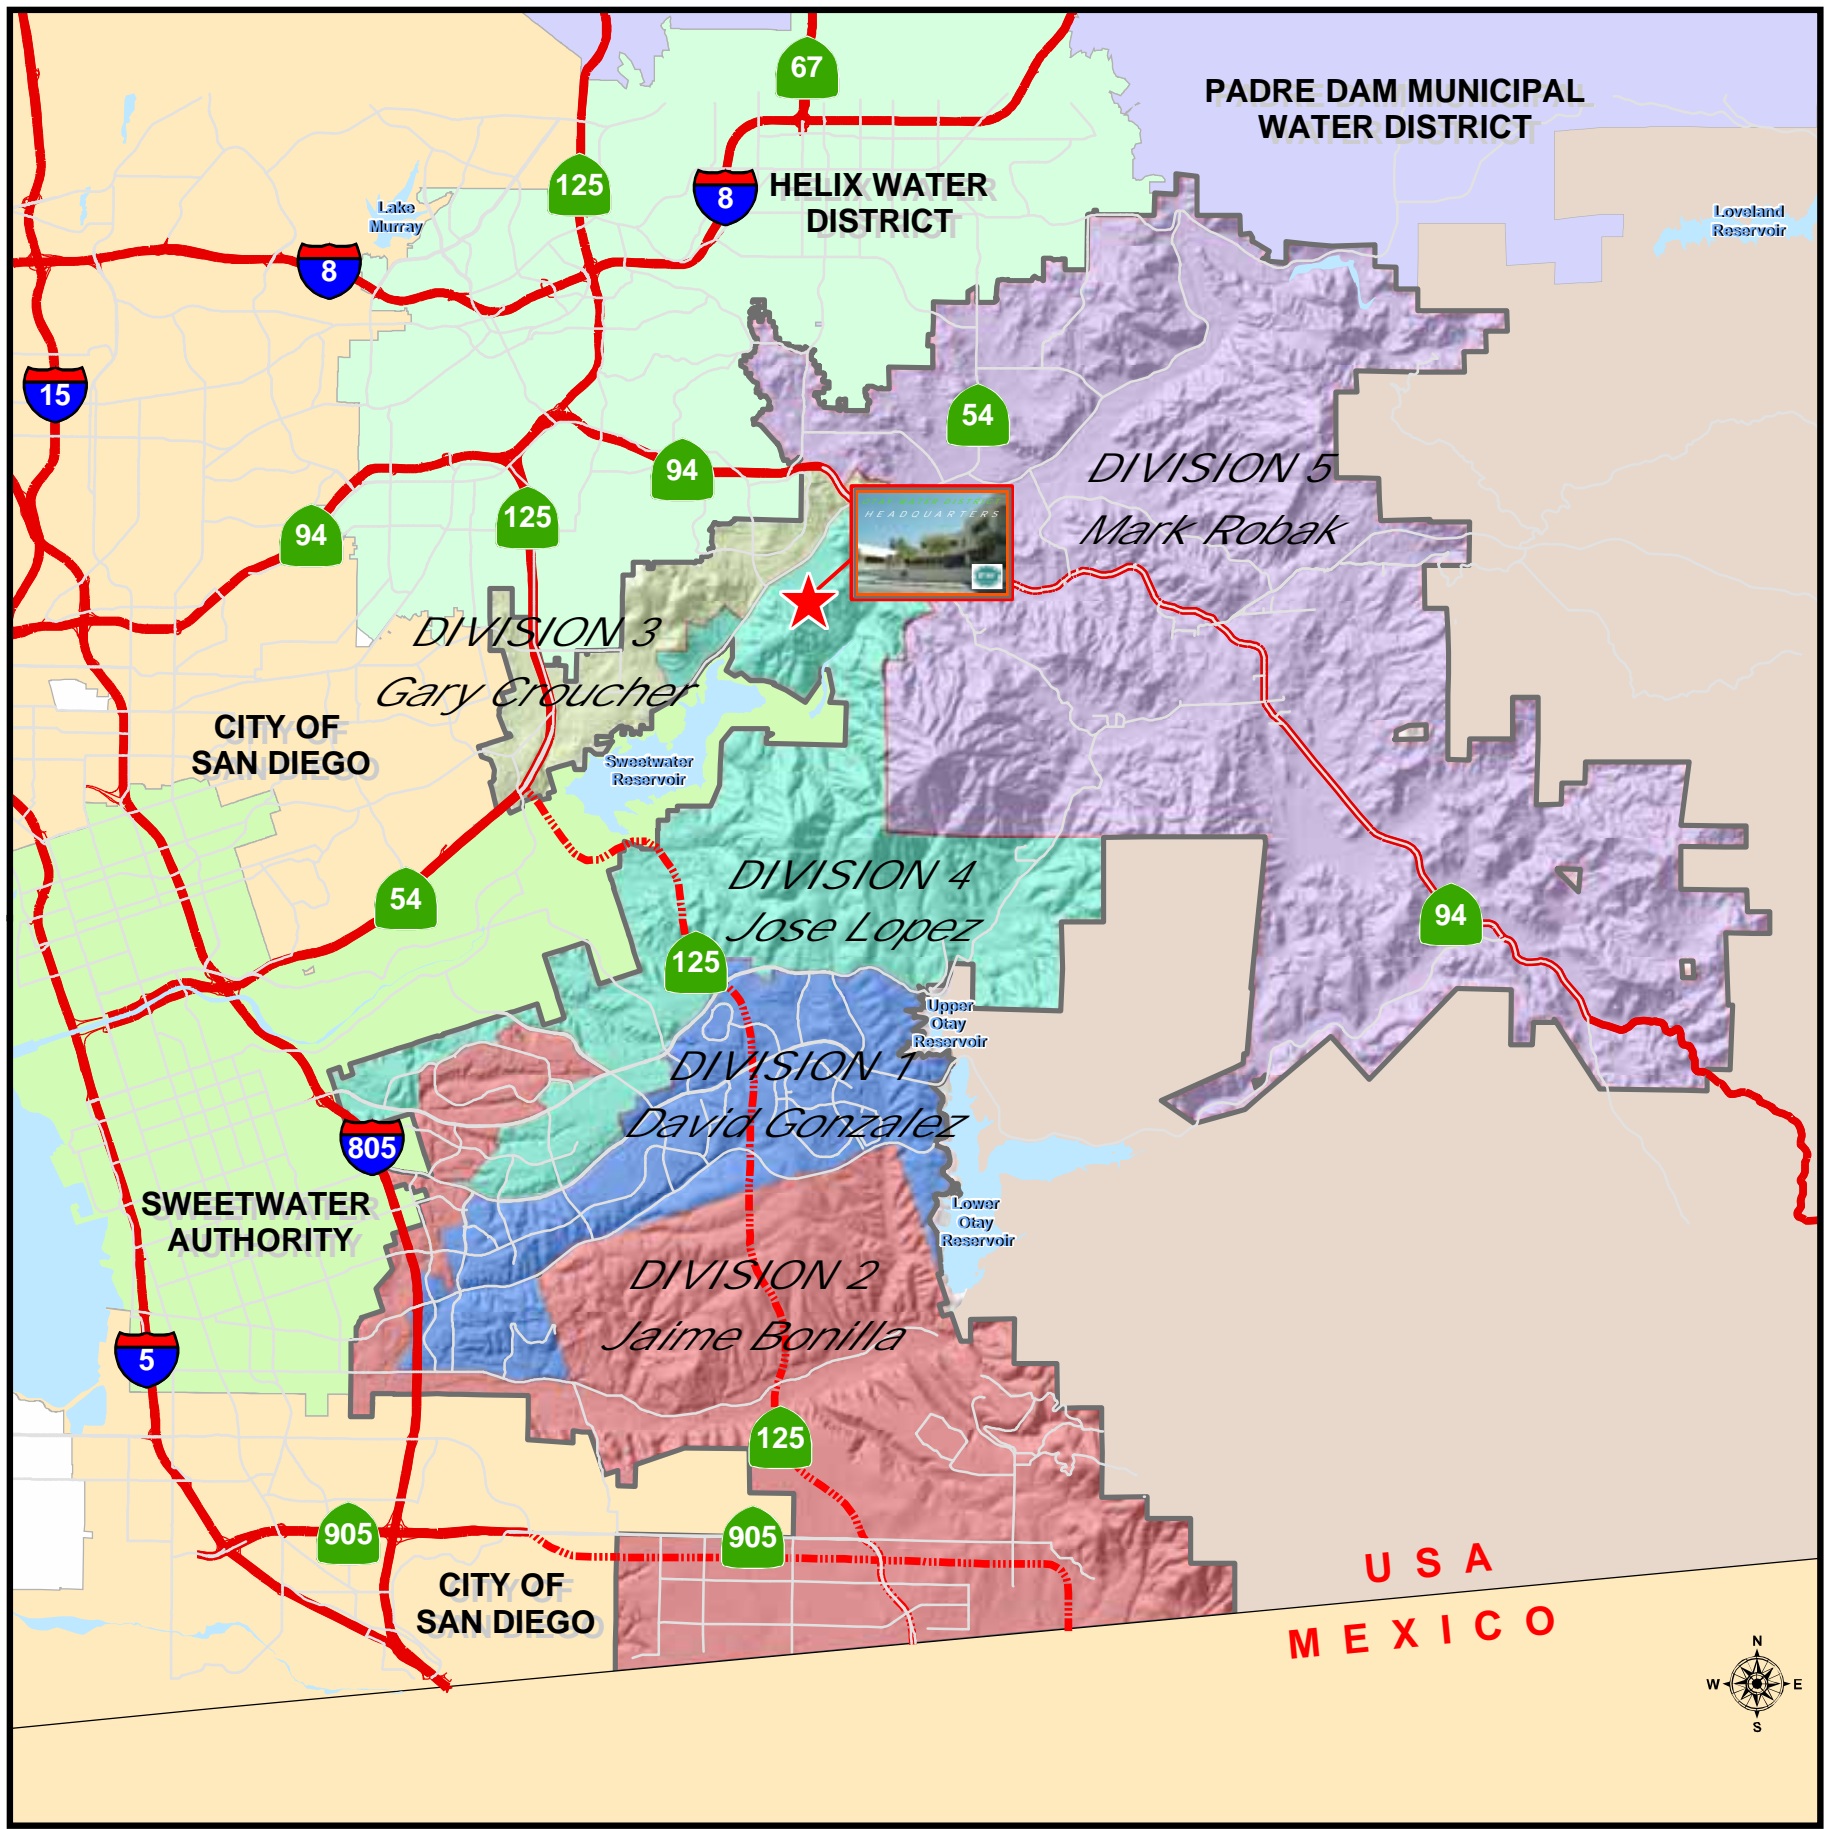 67
PADRE DAM MUNICIPAL
WATER DISTRICT
125
8
HELIX WATER
DISTRICT
Lake
Murray
Loveland
Reservoir
8
15
54
94
94
125
DIVISION 5
Mark Robak
HEADQUARTERS
DIVISION 3
Gary Croucher
CITY OF
SAN DIEGO
Sweetwater
Reservoir
DIVISION 4
Jose Lopez
54
94
125
Upper
Otay
Reservoir
DIVISION 1
David Gonzalez
805
SWEETWATER
AUTHORITY
Lower
Otay
Reservoir
DIVISION 2
Jaime Bonilla
5
125
905
905
CITY OF
SAN DIEGO
USA
MEXICO
N
W E
S